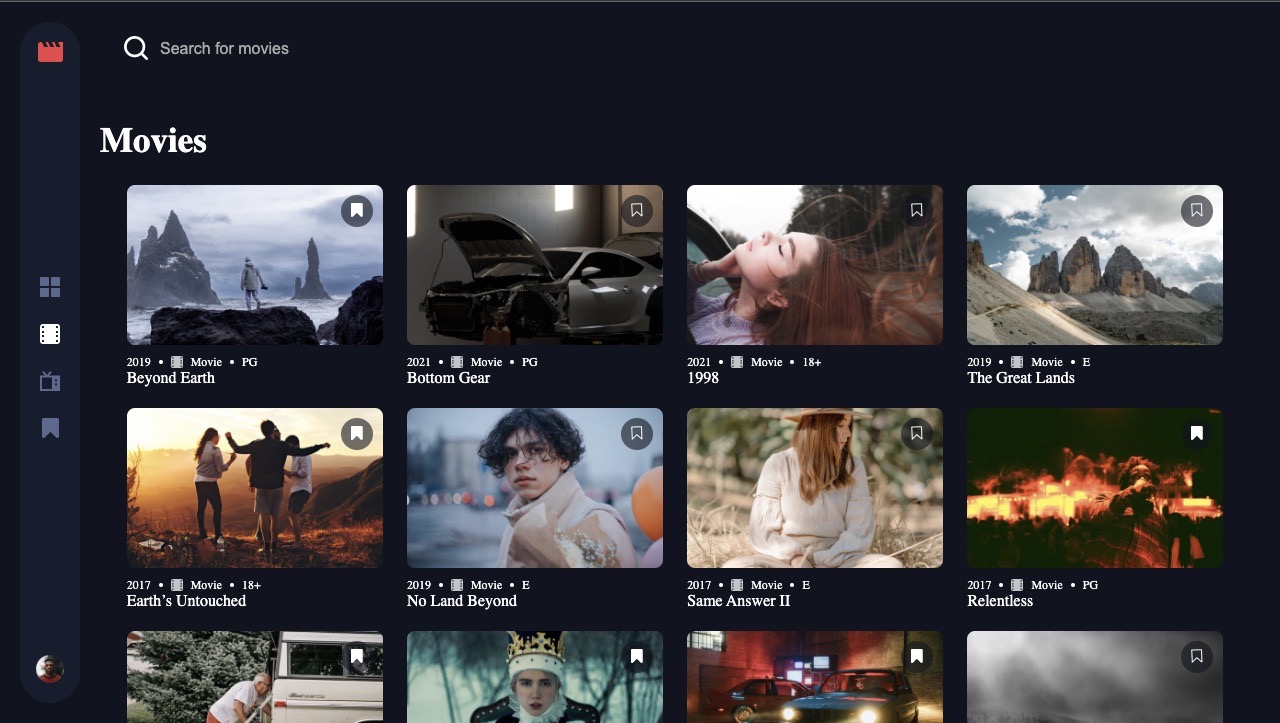 Search for movies
Movies
2019 • Movie • PG
Beyond Earth
2021 • Movie • PG
Bottom Gear
2021 • Movie • 18+
1998
2019 • Movie • E
The Great Lands
2017 • Movie • 18+
Earth’s Untouched
2019 • Movie • E
No Land Beyond
2017 • Movie • E
Same Answer II
2017 • Movie • PG
Relentless